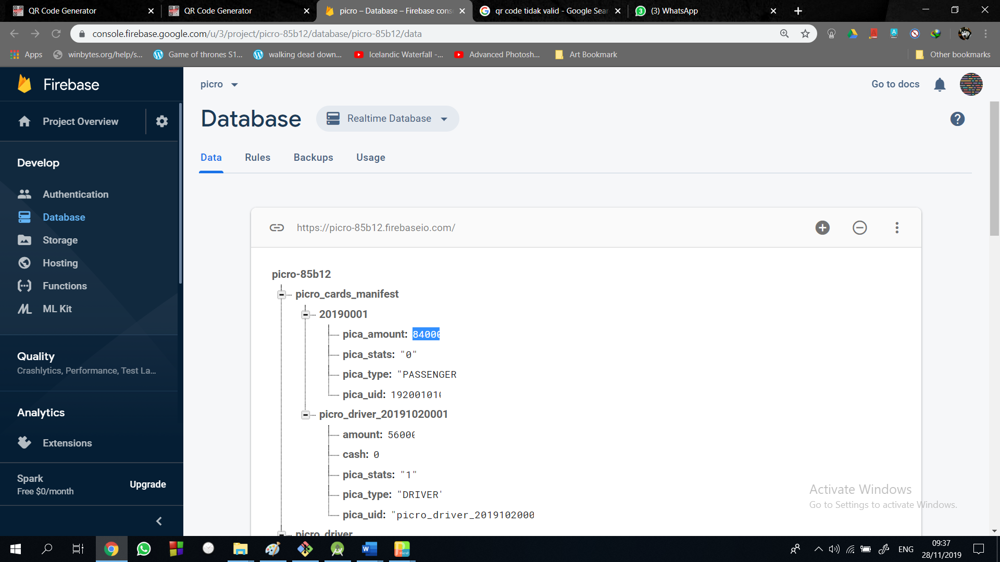 QR Code Generator
QR Code Generator
picro – Database – Firebase cons
qr code tidak valid - Google Sear
(3) WhatsApp
console.firebase.google.com/u/3/project/picro-85b12/database/picro-85b12/data
Apps
winbytes.org/help/s...
Game of thrones S1...
walking dead down...
Icelandic Waterfall -...
Advanced Photosh...
Art Bookmark
Other bookmarks
Firebase
picro
Go to docs
Project Overview
Database
Realtime Database
Data
Rules
Backups
Usage
Develop
Authentication
Database
Storage
Hosting
Functions
ML Kit
Quality
Crashlytics, Performance, Test La...
Analytics
Extensions
Spark
Free $0/month
Upgrade
https://picro-85b12.firebaseio.com/
picro-85b12
picro_cards_manifest
20190001
pica_amount: 84000
pica_stats: "0"
pica_type: "PASSENGER
pica_uid: 192001010
picro_driver_20191020001
amount: 56000
cash: 0
pica_stats: "1"
pica_type: "DRIVER"
pica_uid: "picro_driver_2019102000
picro_driver
Activate Windows
Go to Settings to activate Windows.
ENG
09:37
28/11/2019